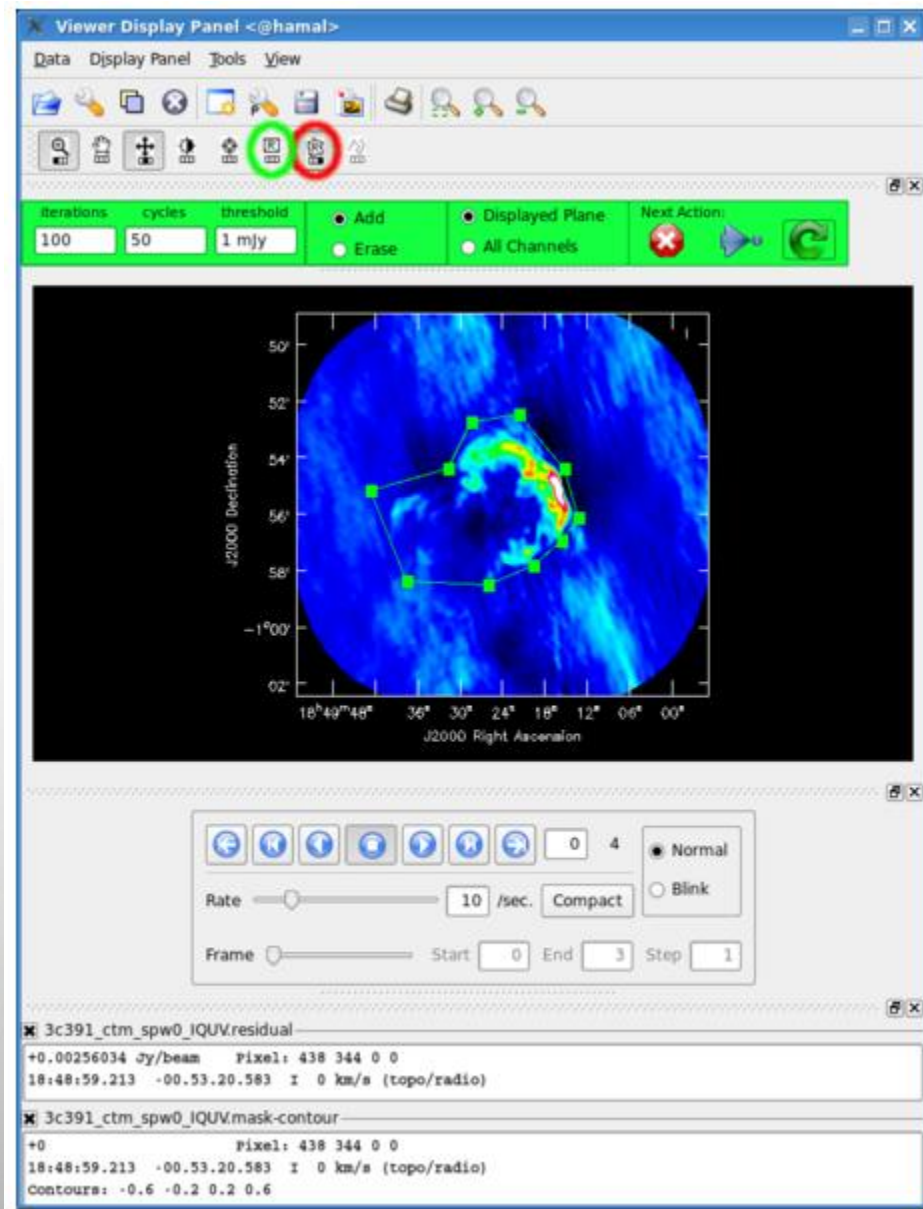 Viewer Display Panel <@hamal>
Data Display Panel Tools View
iterations cycles threshold
100 50 1 mJy
Add
Erase
Displayed Plane
All Channels
Next Action:
50'
52'
54'
56'
58'
-1°00'
02'
J2000 Declination
18h49m48s 36s 30s 24s 18s 12s 06s 00s
J2000 Right Ascension
0 4
Normal
Blink
Rate 10 /sec. Compact
Frame Start 0 End 3 Step 1
3c391_ctm_spw0_IQUV.residual
+0.00256034 Jy/beam Pixel: 438 344 0 0
18:48:59.213 -00.53.20.583 I 0 km/s (topo/radio)
3c391_ctm_spw0_IQUV.mask-contour
+0 Pixel: 438 344 0 0
18:48:59.213 -00.53.20.583 I 0 km/s (topo/radio)
Contours: -0.6 -0.2 0.2 0.6